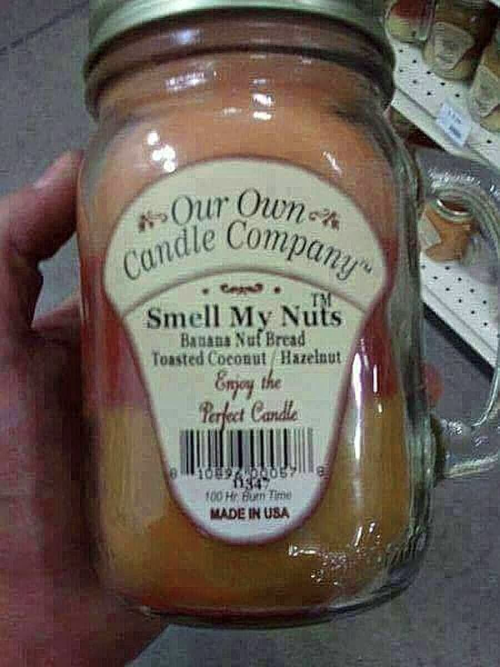 Our Own
Candle Company™
Smell My Nuts™
Banana Nut Bread
Toasted Coconut / Hazelnut
Enjoy the
Perfect Candle
11347
100 Hr. Burn Time
MADE IN USA